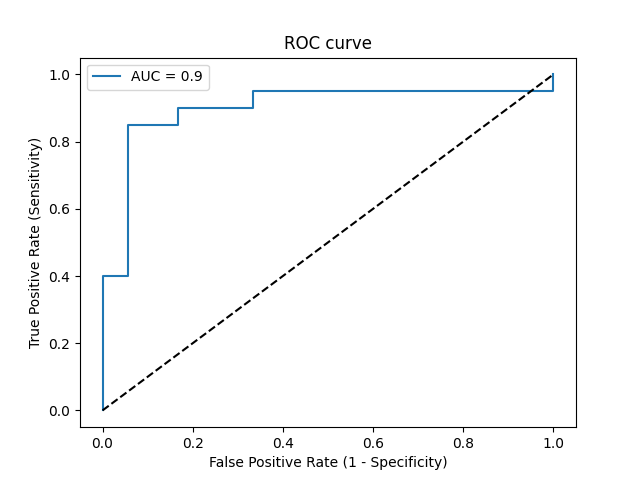 ROC curve
AUC = 0.9
True Positive Rate (Sensitivity)
1.0
0.8
0.6
0.4
0.2
0.0
0.0 0.2 0.4 0.6 0.8 1.0
False Positive Rate (1 - Specificity)